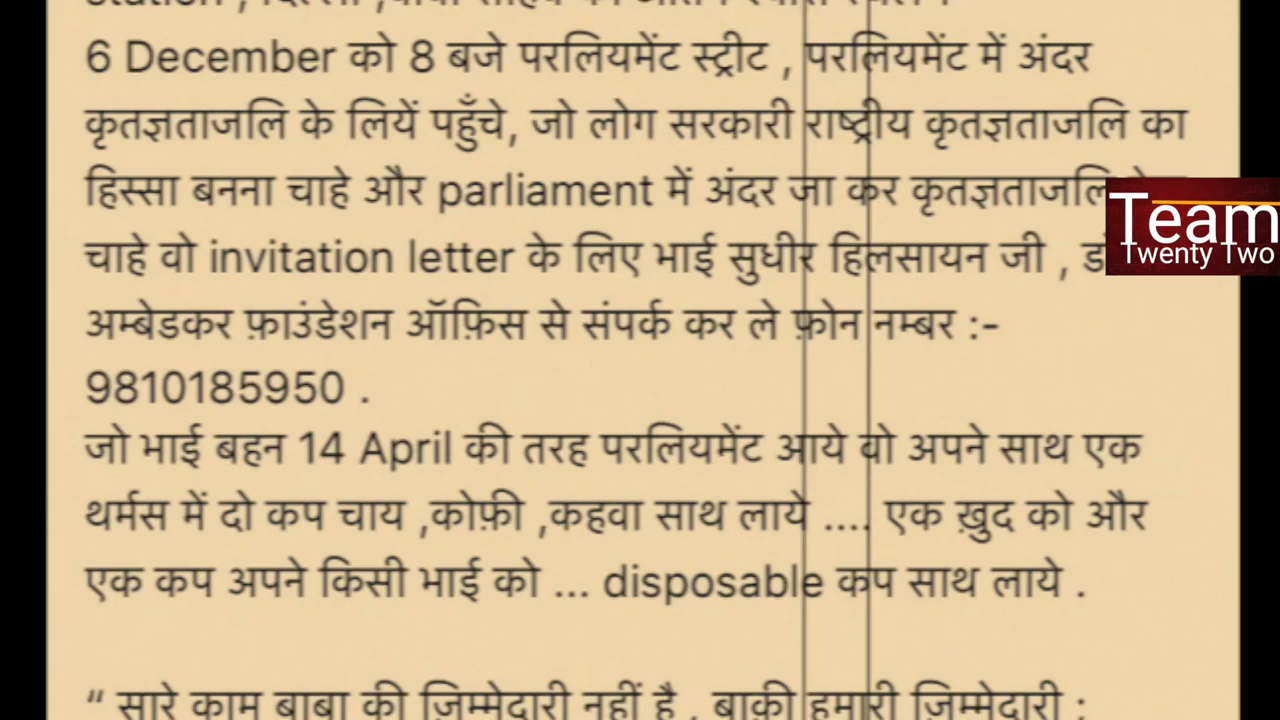 6 December को 8 बजे परलियमेंट स्ट्रीट , परलियमेंट में अंदर
कृतज्ञताजलि के लियें पहुँचे, जो लोग सरकारी राष्ट्रीय कृतज्ञताजलि का
हिस्सा बनना चाहे और parliament में अंदर जा कर कृतज्ञताजलि
चाहे वो invitation letter के लिए भाई सुधीर हिलसायन जी ,
अम्बेडकर फ़ाउंडेशन ऑफ़िस से संपर्क कर ले फ़ोन नम्बर :-
9810185950 .
जो भाई बहन 14 April की तरह परलियमेंट आये वो अपने साथ एक
थर्मस में दो कप चाय ,कोफ़ी ,कहवा साथ लाये .... एक ख़ुद को और
एक कप अपने किसी भाई को ... disposable कप साथ लाये .
“ सारे काम बाबा की ज़िम्मेदारी नहीं है , बाक़ी हमारी ज़िम्मेदारी :
Team
Twenty Two